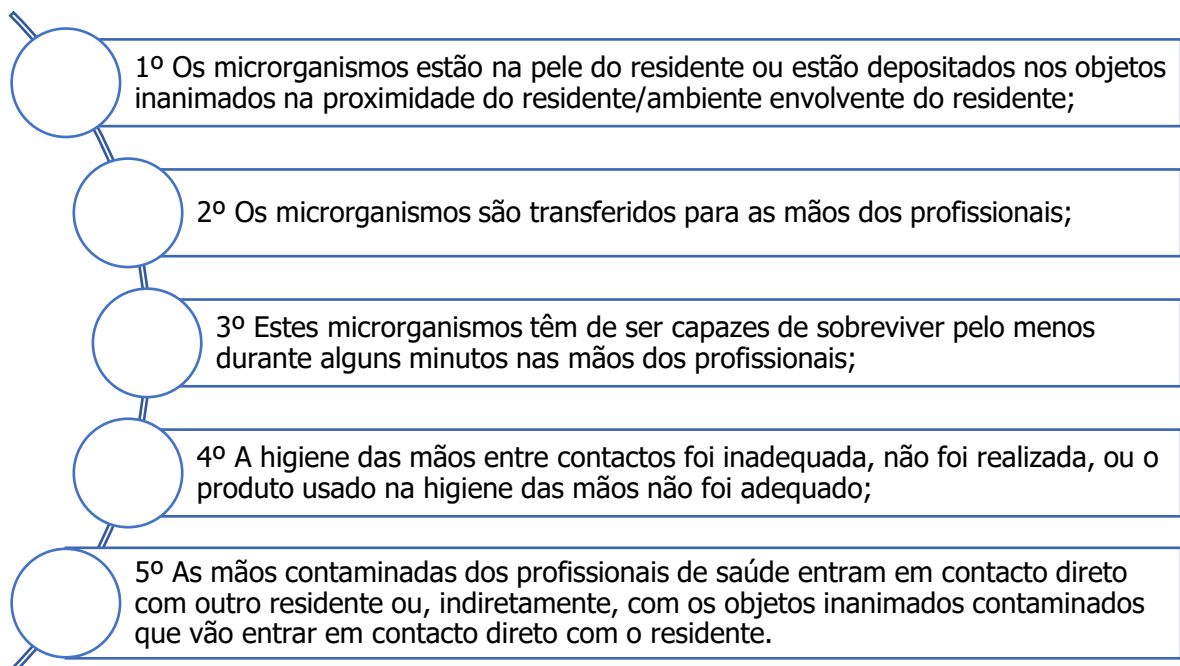 1º Os microrganismos estão na pele do residente ou estão depositados nos objetos
inanimados na proximidade do residente/ambiente envolvente do residente;
2º Os microrganismos são transferidos para as mãos dos profissionais;
3º Estes microrganismos têm de ser capazes de sobreviver pelo menos
durante alguns minutos nas mãos dos profissionais;
4º A higiene das mãos entre contactos foi inadequada, não foi realizada, ou o
produto usado na higiene das mãos não foi adequado;
5º As mãos contaminadas dos profissionais de saúde entram em contacto direto
com outro residente ou, indiretamente, com os objetos inanimados contaminados
que vão entrar em contacto direto com o residente.